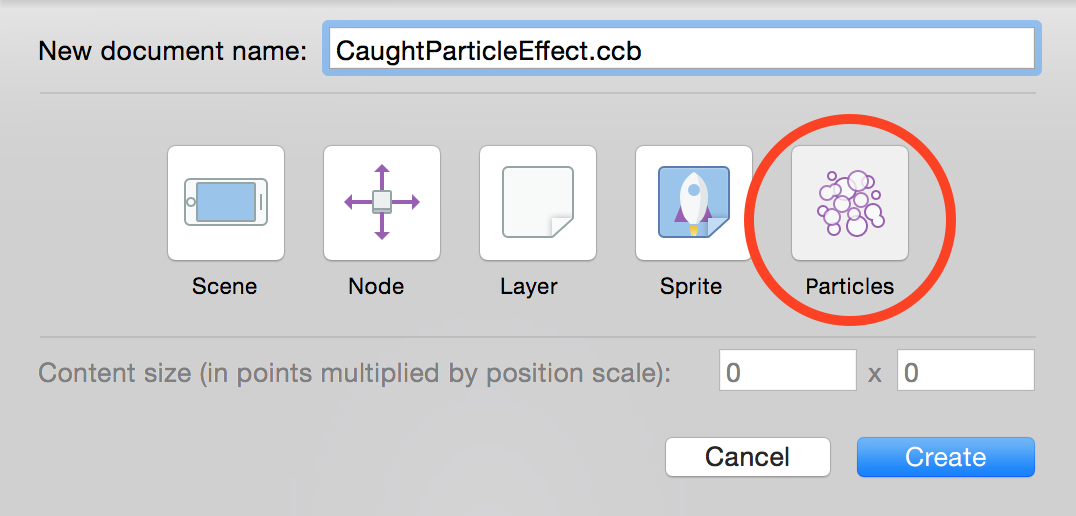 New document name: CaughtParticleEffect.ccb
Scene Node Layer Sprite Particles
Content size (in points multiplied by position scale): 0 x 0
Cancel Create